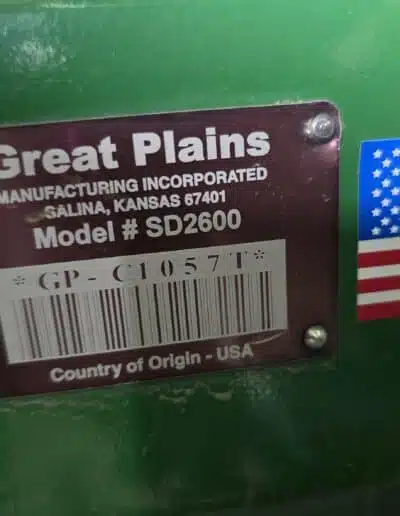 Great Plains
MANUFACTURING INCORPORATED
SALINA, KANSAS 67401
Model # SD2600
*GP-C1057T*
Country of Origin - USA